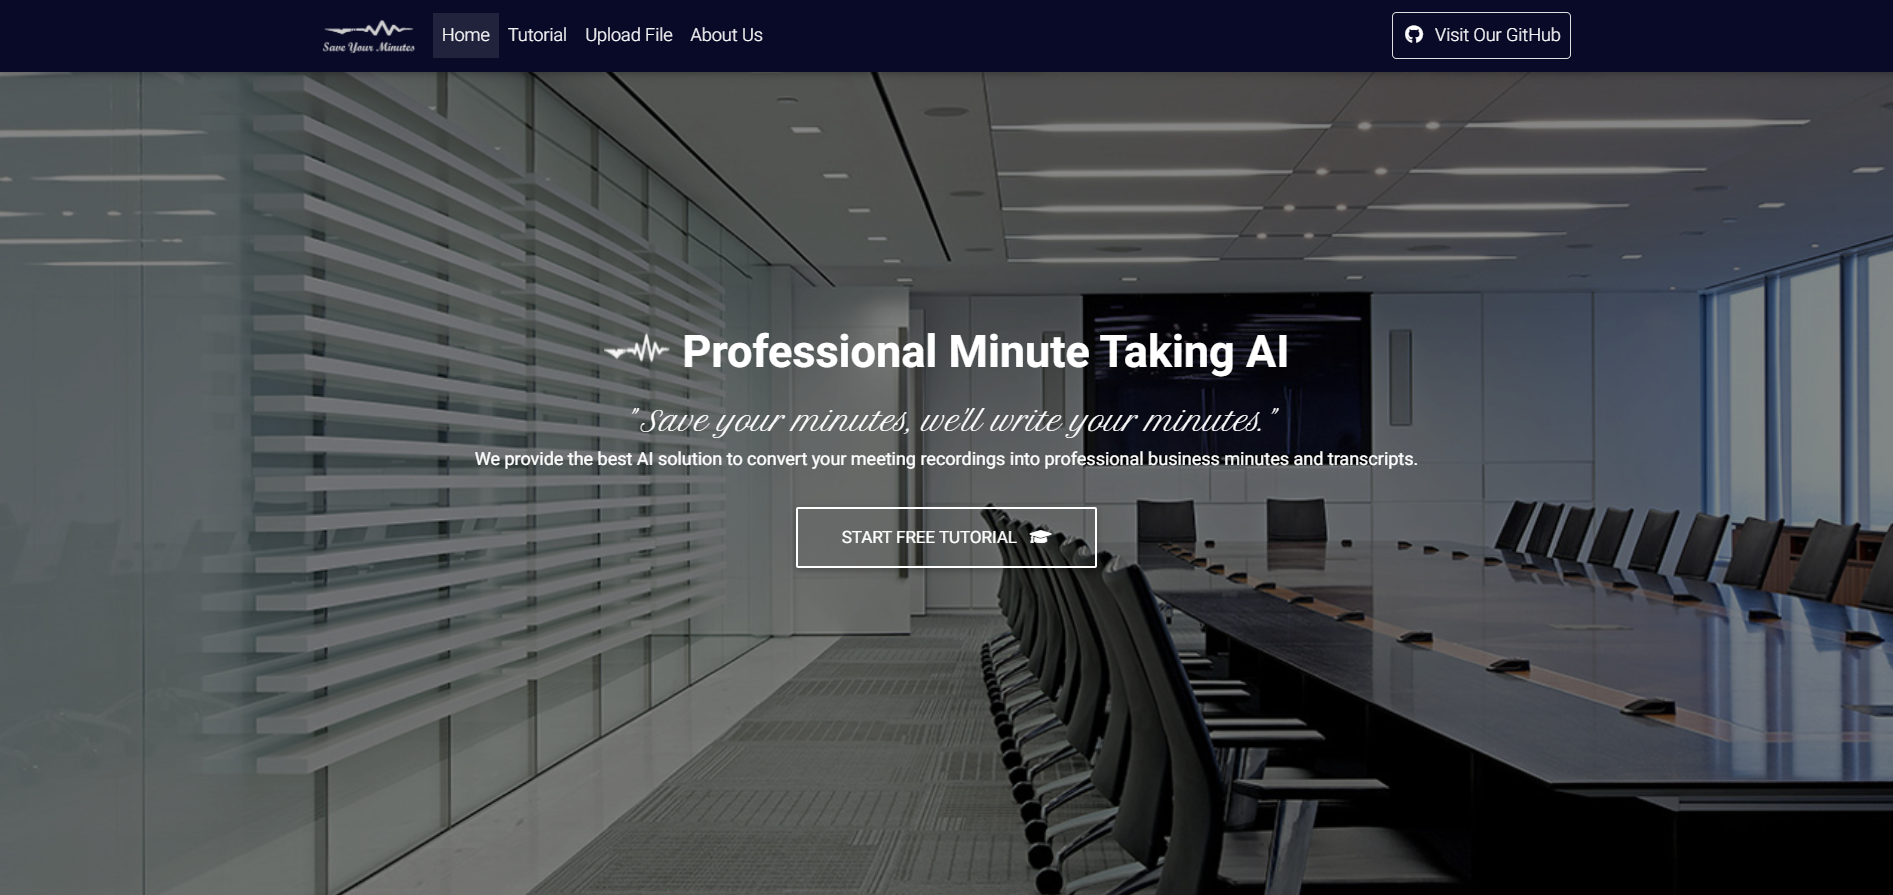 Save Your Minutes
Home Tutorial Upload File About Us
Visit Our GitHub
Professional Minute Taking AI
"Save your minutes, we'll write your minutes."
We provide the best AI solution to convert your meeting recordings into professional business minutes and transcripts.
START FREE TUTORIAL